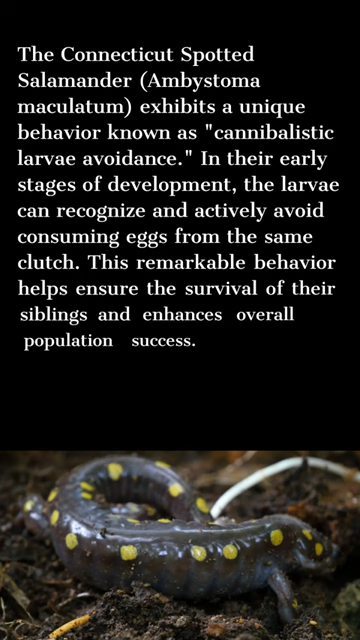 The Connecticut Spotted
Salamander (Ambystoma
maculatum) exhibits a unique
behavior known as "cannibalistic
larvae avoidance." In their early
stages of development, the larvae
can recognize and actively avoid
consuming eggs from the same
clutch. This remarkable behavior
helps ensure the survival of their
siblings and enhances overall
population success.